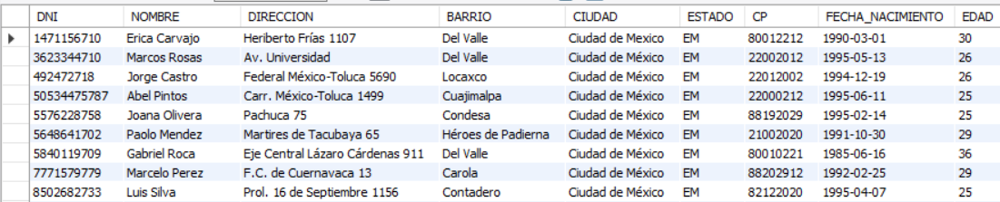 DNI NOMBRE DIRECCION BARRIO CIUDAD ESTADO CP FECHA_NACIMIENTO EDAD
1471156710 Erica Carvajo Heriberto Frías 1107 Del Valle Ciudad de Mexico EM 80012212 1990-03-01 30
3623344710 Marcos Rosas Av. Universidad Del Valle Ciudad de México EM 22002012 1995-05-13 26
492472718 Jorge Castro Federal México-Toluca 5690 Locaxco Ciudad de México EM 22012002 1994-12-19 26
50534475787 Abel Pintos Carr. México-Toluca 1499 Cuajimalpa Ciudad de México EM 22000212 1995-06-11 25
5576228758 Joana Olivera Pachuca 75 Condesa Ciudad de México EM 88192029 1995-02-14 25
5648641702 Paolo Mendez Martires de Tacubaya 65 Héroes de Padierna Ciudad de México EM 21002020 1991-10-30 29
5840119709 Gabriel Roca Eje Central Lázaro Cárdenas 911 Del Valle Ciudad de México EM 80010221 1985-06-16 36
7771579779 Marcelo Perez F.C. de Cuernavaca 13 Carola Ciudad de México EM 88202912 1992-02-25 29
8502682733 Luis Silva Prol. 16 de Septiembre 1156 Contadero Ciudad de México EM 82122020 1995-04-07 25